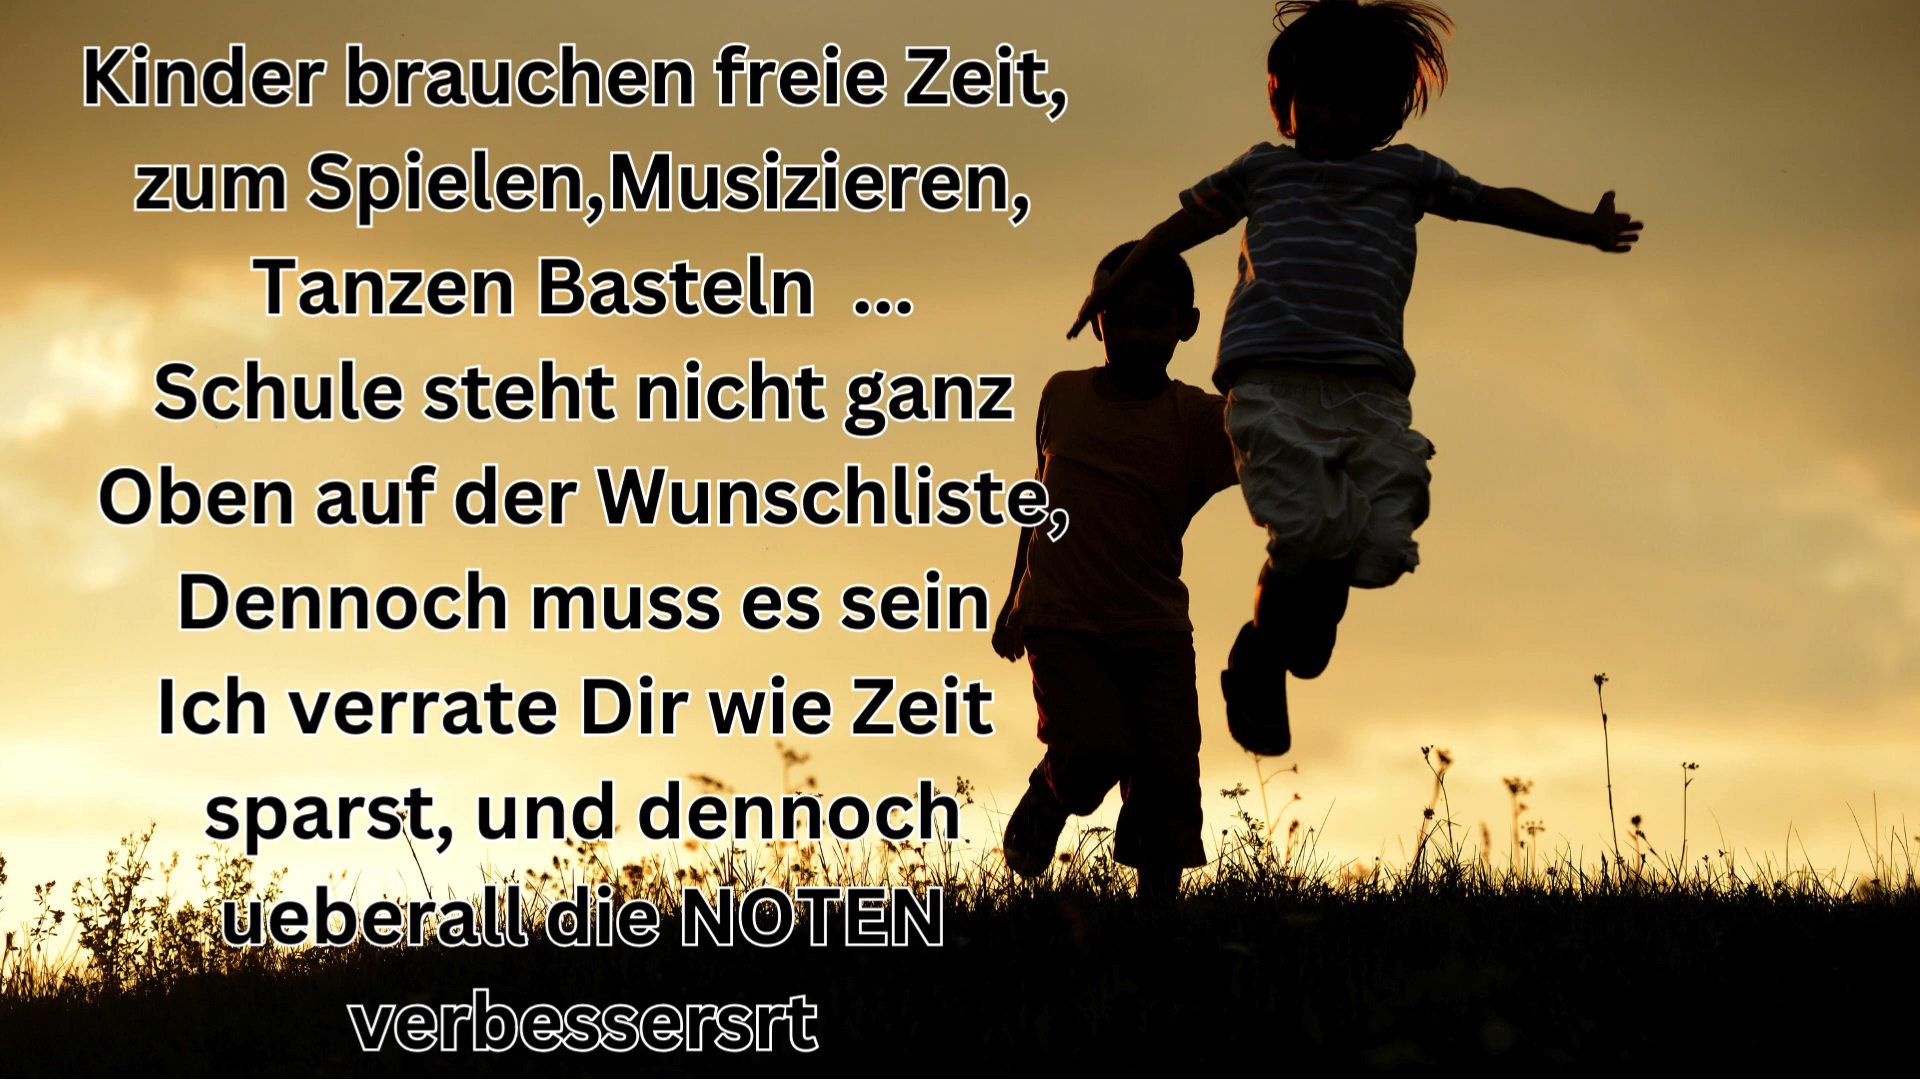 Kinder brauchen freie Zeit,
zum Spielen,Musizieren,
Tanzen Basteln ...
Schule steht nicht ganz
Oben auf der Wunschliste,
Dennoch muss es sein
Ich verrate Dir wie Zeit
sparst, und dennoch
ueberall die NOTEN
verbessersrt